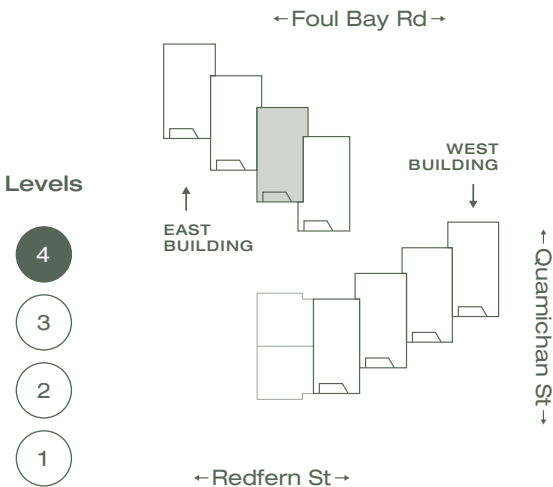 ←Foul Bay Rd→
WEST
BUILDING
Levels
EAST
BUILDING
4
3
2
1
←Quamichan St→
←Redfern St→